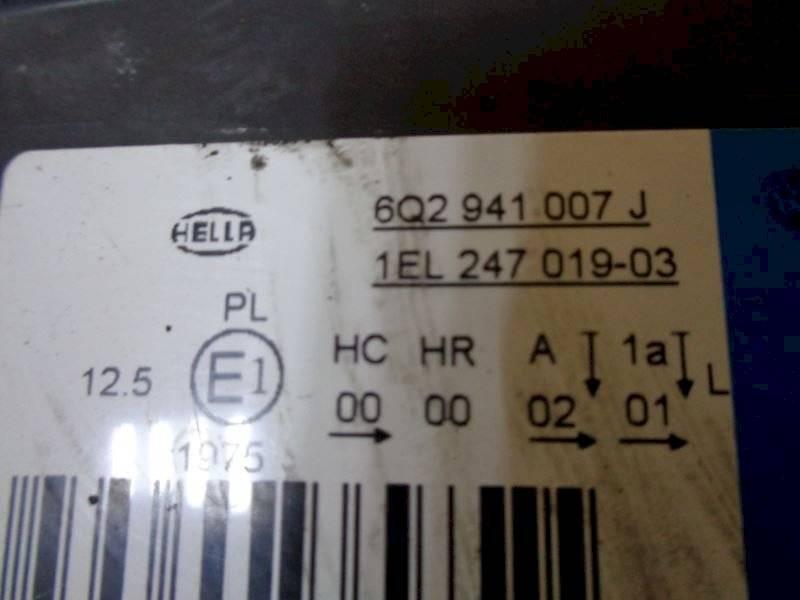 HELLA
6Q2 941 007 J
1EL 247 019-03
PL
12.5 E1
HC HR A 1a
00 00 02 01 L
1975